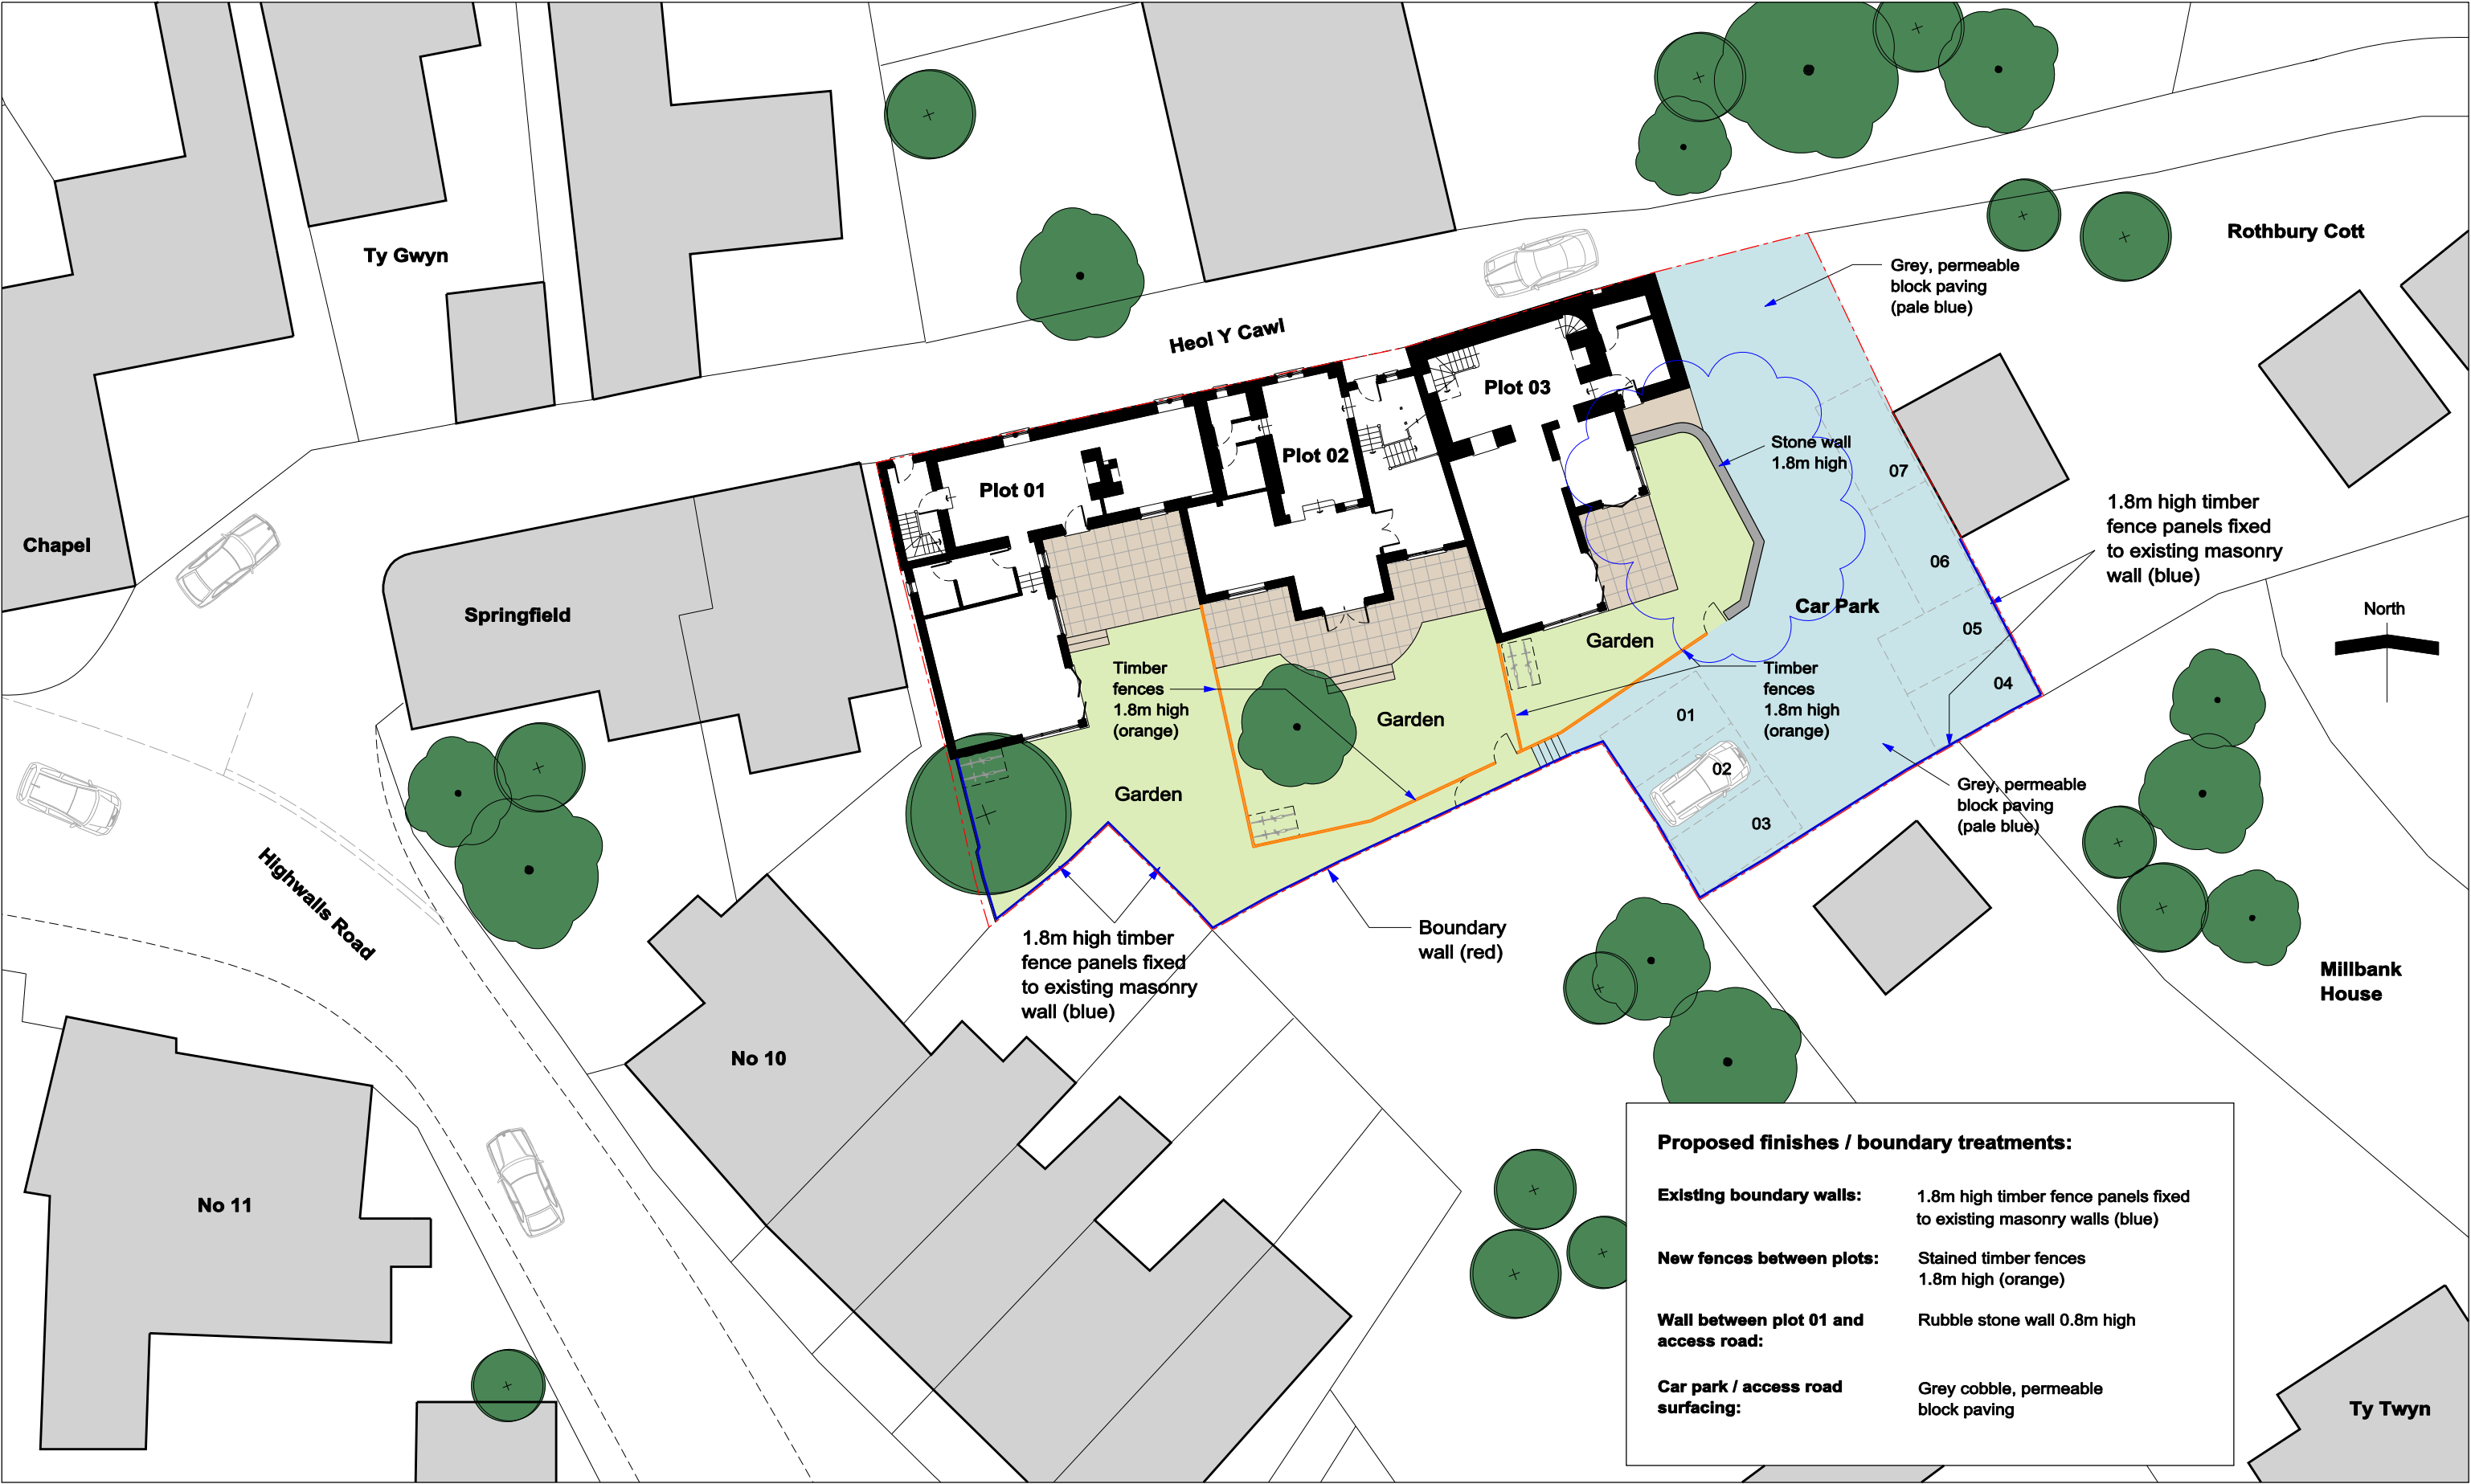 Ty Gwyn
Rothbury Cott
Grey, permeable
block paving
(pale blue)
Heol Y Cawl
Plot 03
Plot 02
Plot 01
Stone wall
1.8m high
07
06
05
04
1.8m high timber
fence panels fixed
to existing masonry
wall (blue)
Chapel
Springfield
Car Park
North
Garden
Timber
fences
1.8m high
(orange)
Timber
fences
1.8m high
(orange)
Garden
01
02
03
Garden
Grey, permeable
block paving
(pale blue)
Highwalls Road
1.8m high timber
fence panels fixed
to existing masonry
wall (blue)
Boundary
wall (red)
Millbank
House
No 10
No 11
Proposed finishes / boundary treatments:
Existing boundary walls: 1.8m high timber fence panels fixed
to existing masonry walls (blue)
New fences between plots: Stained timber fences
1.8m high (orange)
Wall between plot 01 and Rubble stone wall 0.8m high
access road:
Car park / access road Grey cobble, permeable
surfacing: block paving
Ty Twyn